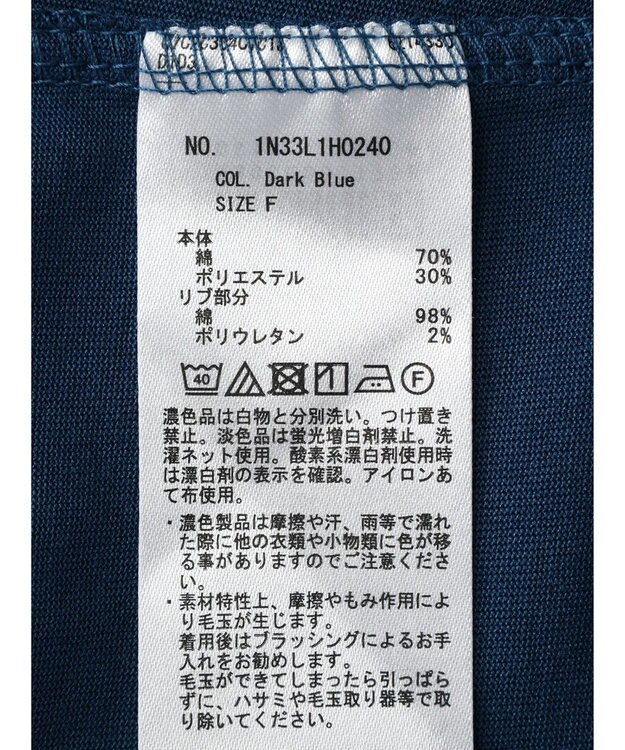 D1D3
NO. 1N33L1H0240
COL. Dark Blue
SIZE F
本体
綿 70%
ポリエステル 30%
リブ部分
綿 98%
ポリウレタン 2%
40
F
濃色品は白物と分別洗い。つけ置き
禁止。淡色品は蛍光増白剤禁止。洗
濯ネット使用。酸素系漂白剤使用時
は漂白剤の表示を確認。アイロンあ
て布使用。
・濃色製品は摩擦や汗、雨等で濡れ
た際に他の衣類や小物類に色が移
る事がありますのでご注意くださ
い。
・素材特性上、摩擦やもみ作用によ
り毛玉が生じます。
着用後はブラッシングによるお手
入れをお勧めします。
毛玉ができてしまったら引っぱら
ずに、ハサミや毛玉取り器等で取
り除いてください。